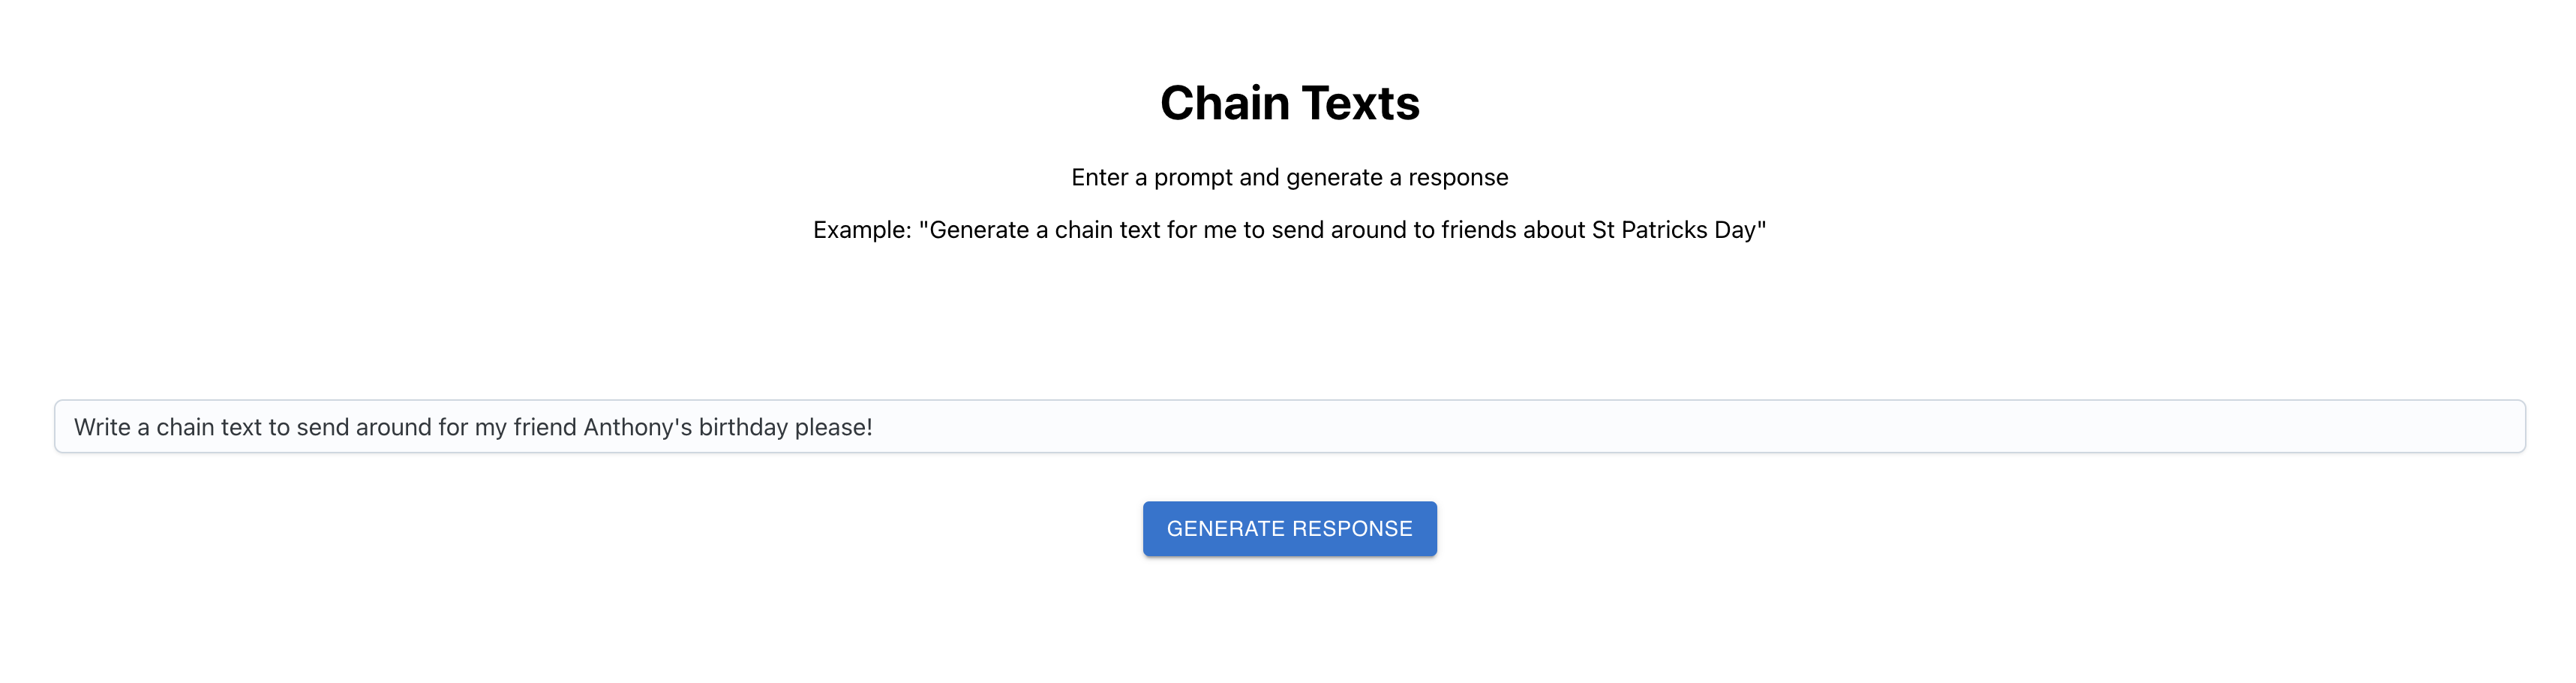 Chain Texts
Enter a prompt and generate a response
Example: "Generate a chain text for me to send around to friends about St Patricks Day"
Write a chain text to send around for my friend Anthony's birthday please!
GENERATE RESPONSE